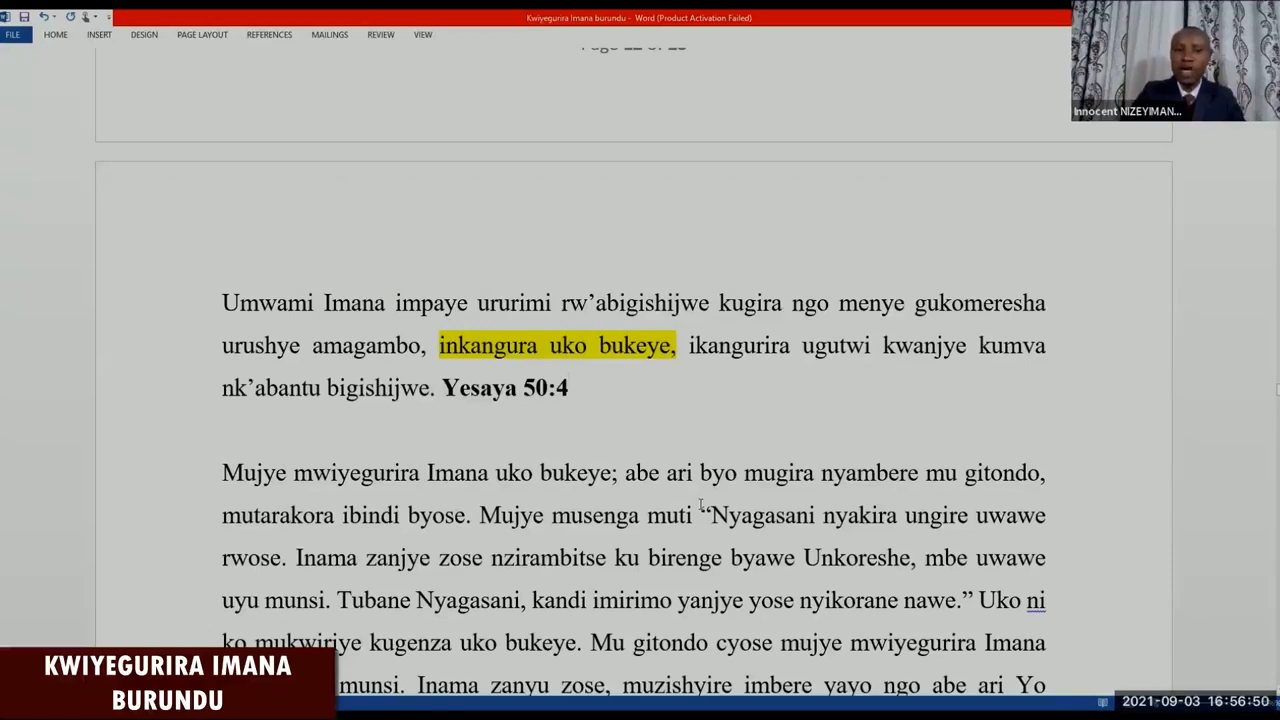 Kwiyegurira Imana burundu - Word (Product Activation Failed)
FILE HOME INSERT DESIGN PAGE LAYOUT REFERENCES MAILINGS REVIEW VIEW
Innocent NIZEYIMAN...
Umwami Imana impaye ururimi rw’abigishijwe kugira ngo menye gukomeresha
urushye amagambo, inkangura uko bukeye, ikangurira ugutwi kwanjye kumva
nk’abantu bigishijwe. Yesaya 50:4
Mujye mwiyegurira Imana uko bukeye; abe ari byo mugira nyambere mu gitondo,
mutarakora ibindi byose. Mujye musenga muti “Nyagasani nyakira ungire uwawe
rwose. Inama zanjye zose nzirambitse ku birenge byawe Unkoreshe, mbe uwawe
uyu munsi. Tubane Nyagasani, kandi imirimo yanjye yose nyikorane nawe.” Uko ni
ko mukwiriye kugenza uko bukeye. Mu gitondo cyose mujye mwiyegurira Imana
munsi. Inama zanyu zose, muzishyire imbere yayo ngo abe ari Yo
KWIYEGURIRA IMANA
BURUNDU
2021-09-03 16:56:50